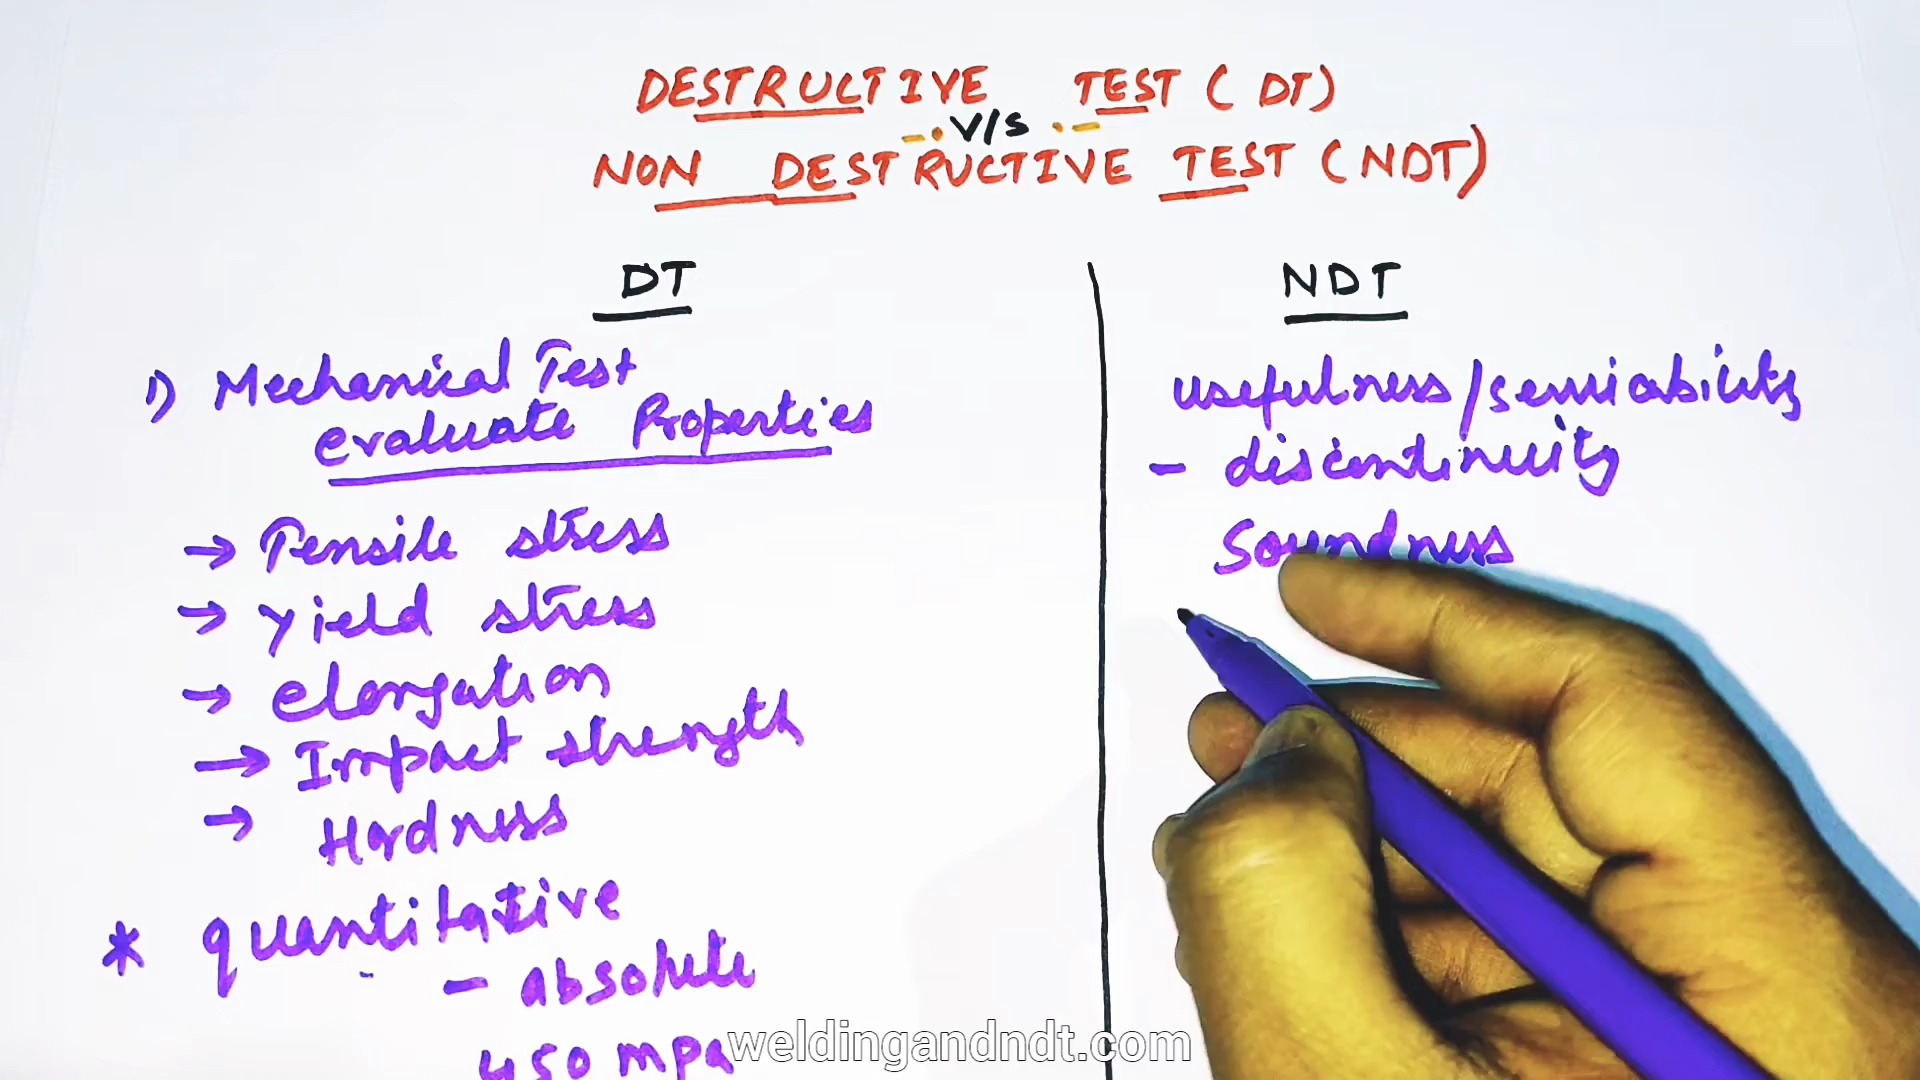 DESTRUCTIVE TEST (DT)
V/S
NON DESTRUCTIVE TEST (NDT)
DT
1) Mechanical Test
evaluate Properties
→ Tensile stress
→ Yield stress
→ elongation
→ Impact strength
→ Hardness
* quantitative
- absolute
450 mpa
NDT
usefulness/serviability
- discontinuity
Soundness
weldingandndt.com